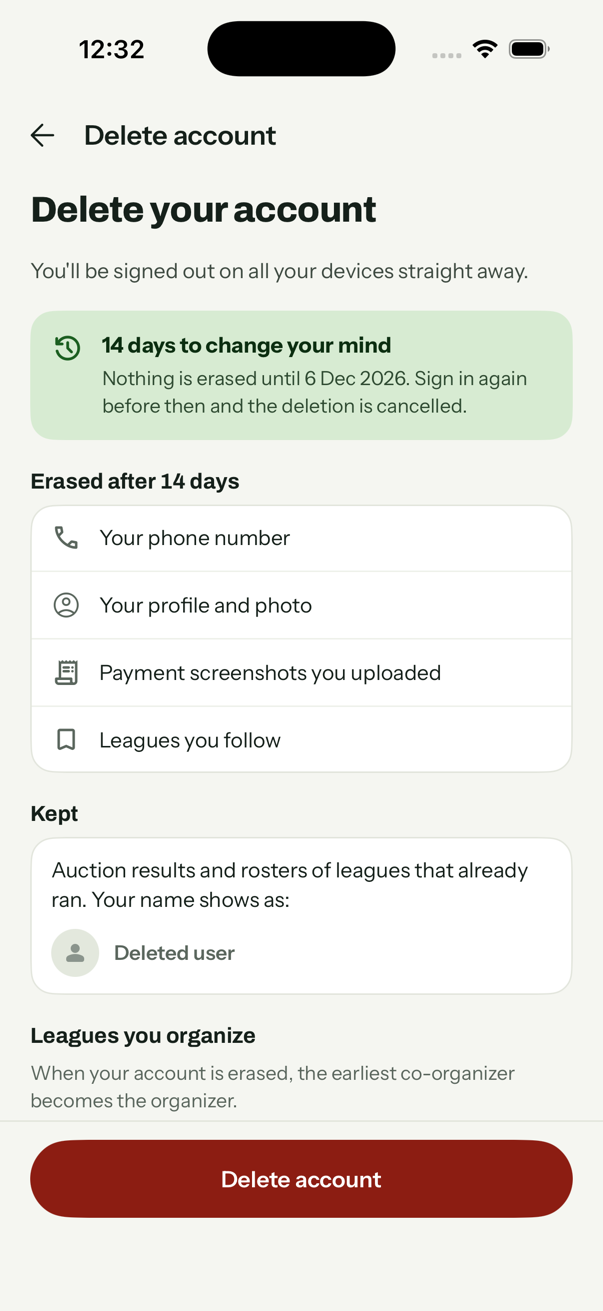 12:32
Delete account
Delete your account
You'll be signed out on all your devices straight away.
14 days to change your mind
Nothing is erased until 6 Dec 2026. Sign in again
before then and the deletion is cancelled.
Erased after 14 days
Your phone number
Your profile and photo
Payment screenshots you uploaded
Leagues you follow
Kept
Auction results and rosters of leagues that already
ran. Your name shows as:
Deleted user
Leagues you organize
When your account is erased, the earliest co-organizer
becomes the organizer.
Delete account